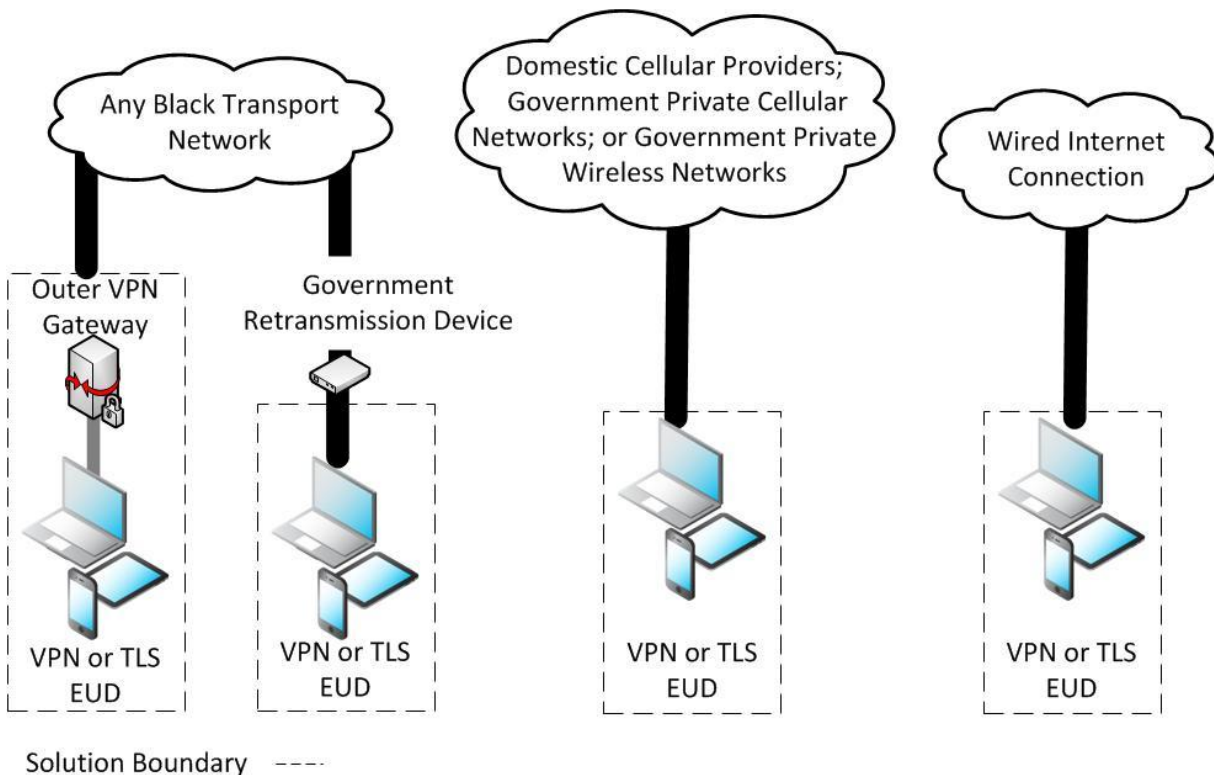 Any Black Transport
Network
Domestic Cellular Providers;
Government Private Cellular
Networks; or Government Private
Wireless Networks
Wired Internet
Connection
Outer VPN
Gateway
Government
Retransmission Device
VPN or TLS
EUD
VPN or TLS
EUD
VPN or TLS
EUD
VPN or TLS
EUD
Solution Boundary